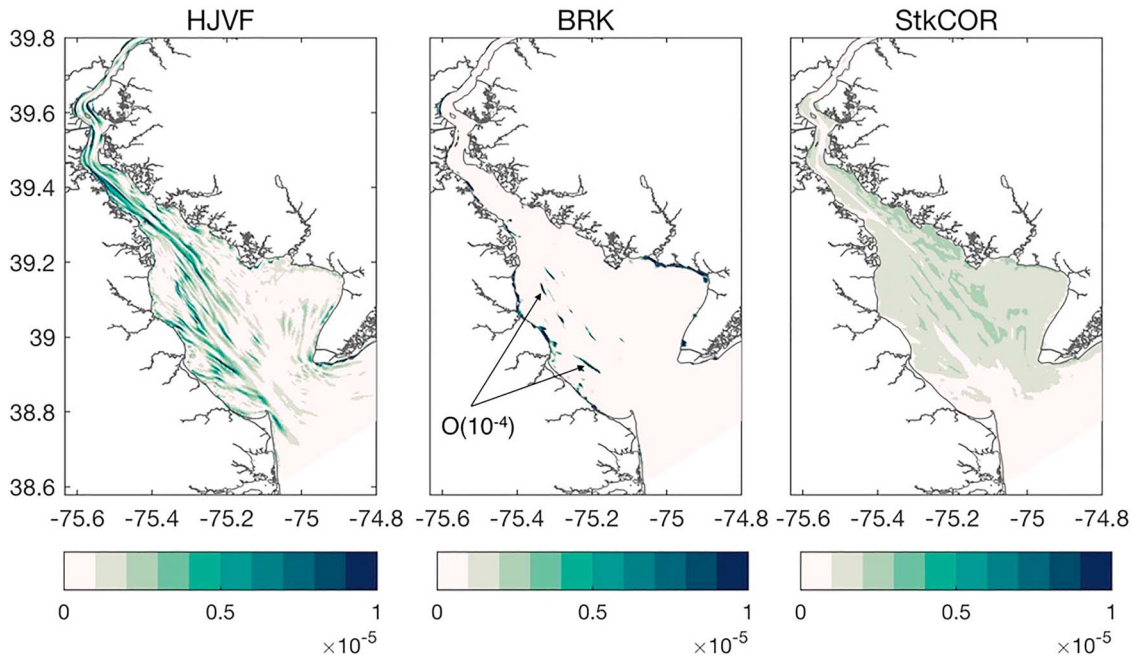 HJVF BRK StkCOR
39.8
39.6
39.4
39.2
39
38.8
38.6
O(10⁻⁴)
-75.6 -75.4 -75.2 -75 -74.8 -75.6 -75.4 -75.2 -75 -74.8 -75.6 -75.4 -75.2 -75 -74.8
0 0.5 1 0 0.5 1 0 0.5 1
×10⁻⁵ ×10⁻⁵ ×10⁻⁵